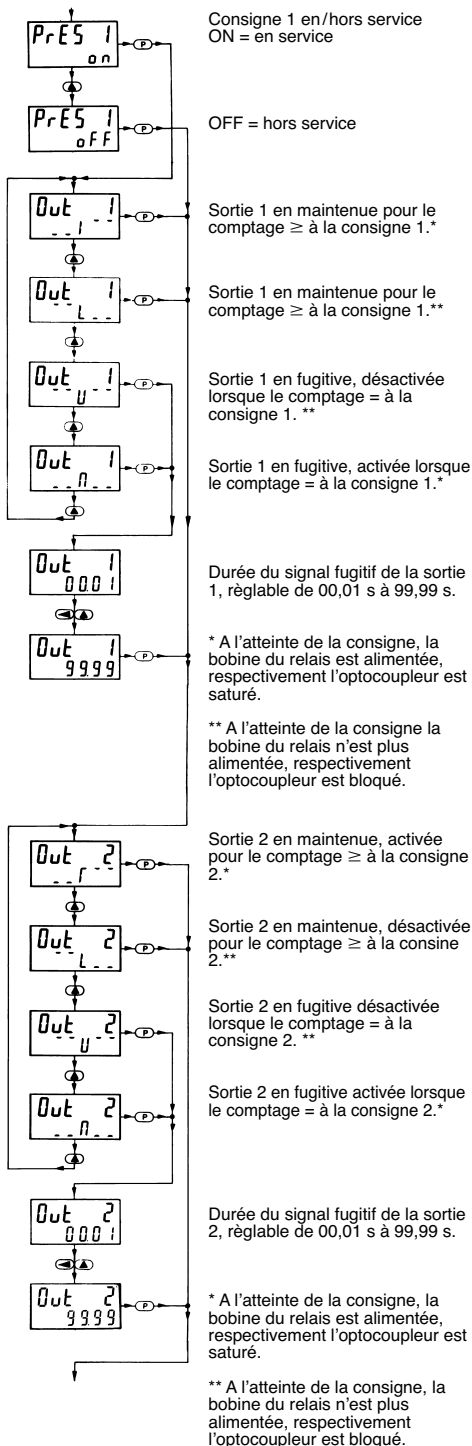 PrES 1
on
P
Consigne 1 en/hors service
ON = en service
PrES 1
oFF
P
OFF = hors service
Out 1
P
Sortie 1 en maintenue pour le
comptage ≥ à la consigne 1.*
Out 1
P
Sortie 1 en maintenue pour le
comptage ≥ à la consigne 1.**
Out 1
P
Sortie 1 en fugitive, désactivée
lorsque le comptage = à la
consigne 1. **
Out 1
P
Sortie 1 en fugitive, activée lorsque
le comptage = à la consigne 1.*
Out 1
00.01
Durée du signal fugitif de la sortie
1, règlable de 00,01 s à 99,99 s.
Out 1
99.99
P
* A l'atteinte de la consigne, la
bobine du relais est alimentée,
respectivement l'optocoupleur est
saturé.
** A l'atteinte de la consigne la
bobine du relais n'est plus
alimentée, respectivement
l'optocoupleur est bloqué.
Out 2
P
Sortie 2 en maintenue, activée
pour le comptage ≥ à la consigne
2.*
Out 2
P
Sortie 2 en maintenue, désactivée
pour le comptage ≥ à la consine
2.**
Out 2
P
Sortie 2 en fugitive désactivée
lorsque le comptage = à la
consigne 2. **
Out 2
P
Sortie 2 en fugitive activée lorsque
le comptage = à la consigne 2.*
Out 2
00.01
Durée du signal fugitif de la sortie
2, règlable de 00,01 s à 99,99 s.
Out 2
99.99
P
* A l'atteinte de la consigne, la
bobine du relais est alimentée,
respectivement l'optocoupleur est
saturé.
** A l'atteinte de la consigne, la
bobine du relais n'est plus
alimentée, respectivement
l'optocoupleur est bloqué.